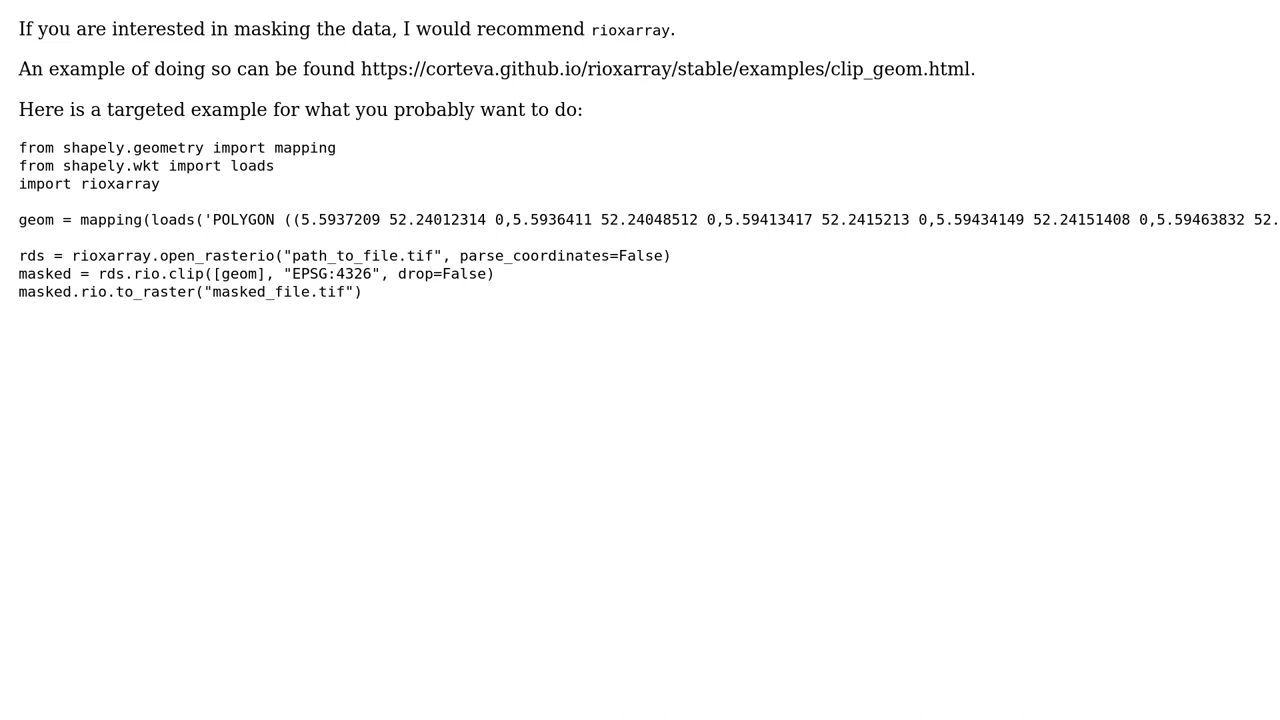 If you are interested in masking the data, I would recommend rioxarray.
An example of doing so can be found https://corteva.github.io/rioxarray/stable/examples/clip_geom.html.
Here is a targeted example for what you probably want to do:
from shapely.geometry import mapping
from shapely.wkt import loads
import rioxarray
geom = mapping(loads('POLYGON ((5.5937209 52.24012314 0,5.5936411 52.24048512 0,5.59413417 52.2415213 0,5.59434149 52.24151408 0,5.59463832 52.
rds = rioxarray.open_rasterio("path_to_file.tif", parse_coordinates=False)
masked = rds.rio.clip([geom], "EPSG:4326", drop=False)
masked.rio.to_raster("masked_file.tif")